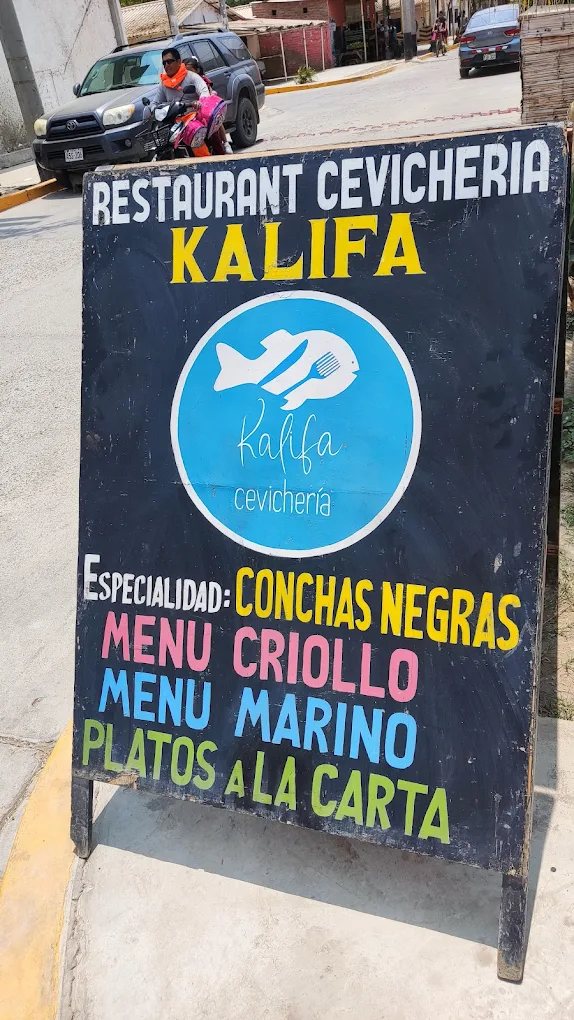 RESTAURANT CEVICHERIA
KALIFA
Kalifa
cevichería
ESPECIALIDAD: CONCHAS NEGRAS
MENU CRIOLLO
MENU MARINO
PLATOS A LA CARTA